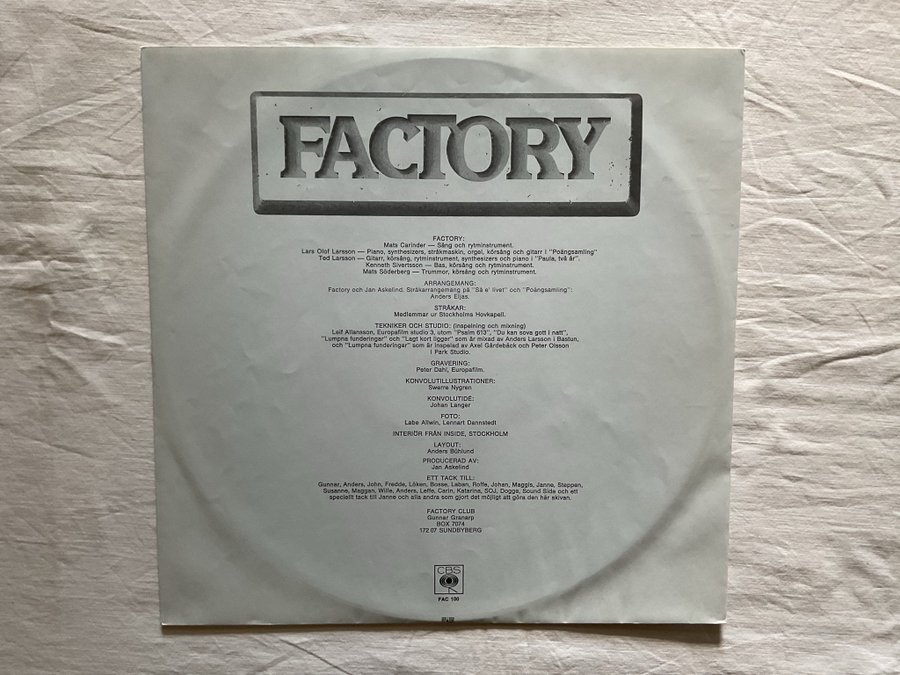 FACTORY
FACTORY:
Mats Carinder — Sång och rytminstrument.
Lars Olof Larsson — Piano, synthesizers, stråkmaskin, orgel, körsång och gitarr i "Poängsamling"
Ted Larsson — Gitarr, körsång, rytminstrument, synthesizers och piano i "Paula, två år".
Kenneth Sivertsson — Bas, körsång och rytminstrument.
Mats Söderberg — Trummor, körsång och rytminstrument.
ARRANGEMANG:
Factory och Jan Askelind. Stråkarrangemang på "Så e' livet" och "Poängsamling":
Anders Eljas.
STRÅKAR:
Medlemmar ur Stockholms Hovkapell.
TEKNIKER OCH STUDIO: (inspelning och mixning)
Leif Allansson, Europafilm studio 3, utom "Psalm 613", "Du kan sova gott i natt",
"Lumpna funderingar" och "Lagt kort ligger" som är mixad av Anders Larsson i Bastun,
och "Lumpna funderingar" som är inspelad av Axel Gärdebäck och Peter Olsson
i Park Studio.
GRAVERING:
Peter Dahl, Europafilm.
KONVOLUTILLUSTRATIONER:
Swerre Nygren
KONVOLUTIDÉ:
Johan Langer
FOTO:
Labe Allwin, Lennart Dannstedt
INTERIÖR FRÅN INSIDE, STOCKHOLM
LAYOUT:
Anders Bühlund
PRODUCERAD AV:
Jan Askelind
ETT TACK TILL:
Gunnar, Anders, John, Fredde, Löken, Bosse, Laban, Roffe, Johan, Maggis, Janne, Steppan,
Susanne, Maggan, Wille, Anders, Leffe, Carin, Katarina, SOJ, Dogge, Sound Side och ett
speciellt tack till Janne och alla andra som gjort det möjligt att göra den här skivan.
FACTORY CLUB
Gunnar Granarp
BOX 7074
172 07 SUNDBYBERG
CBS
FAC 100